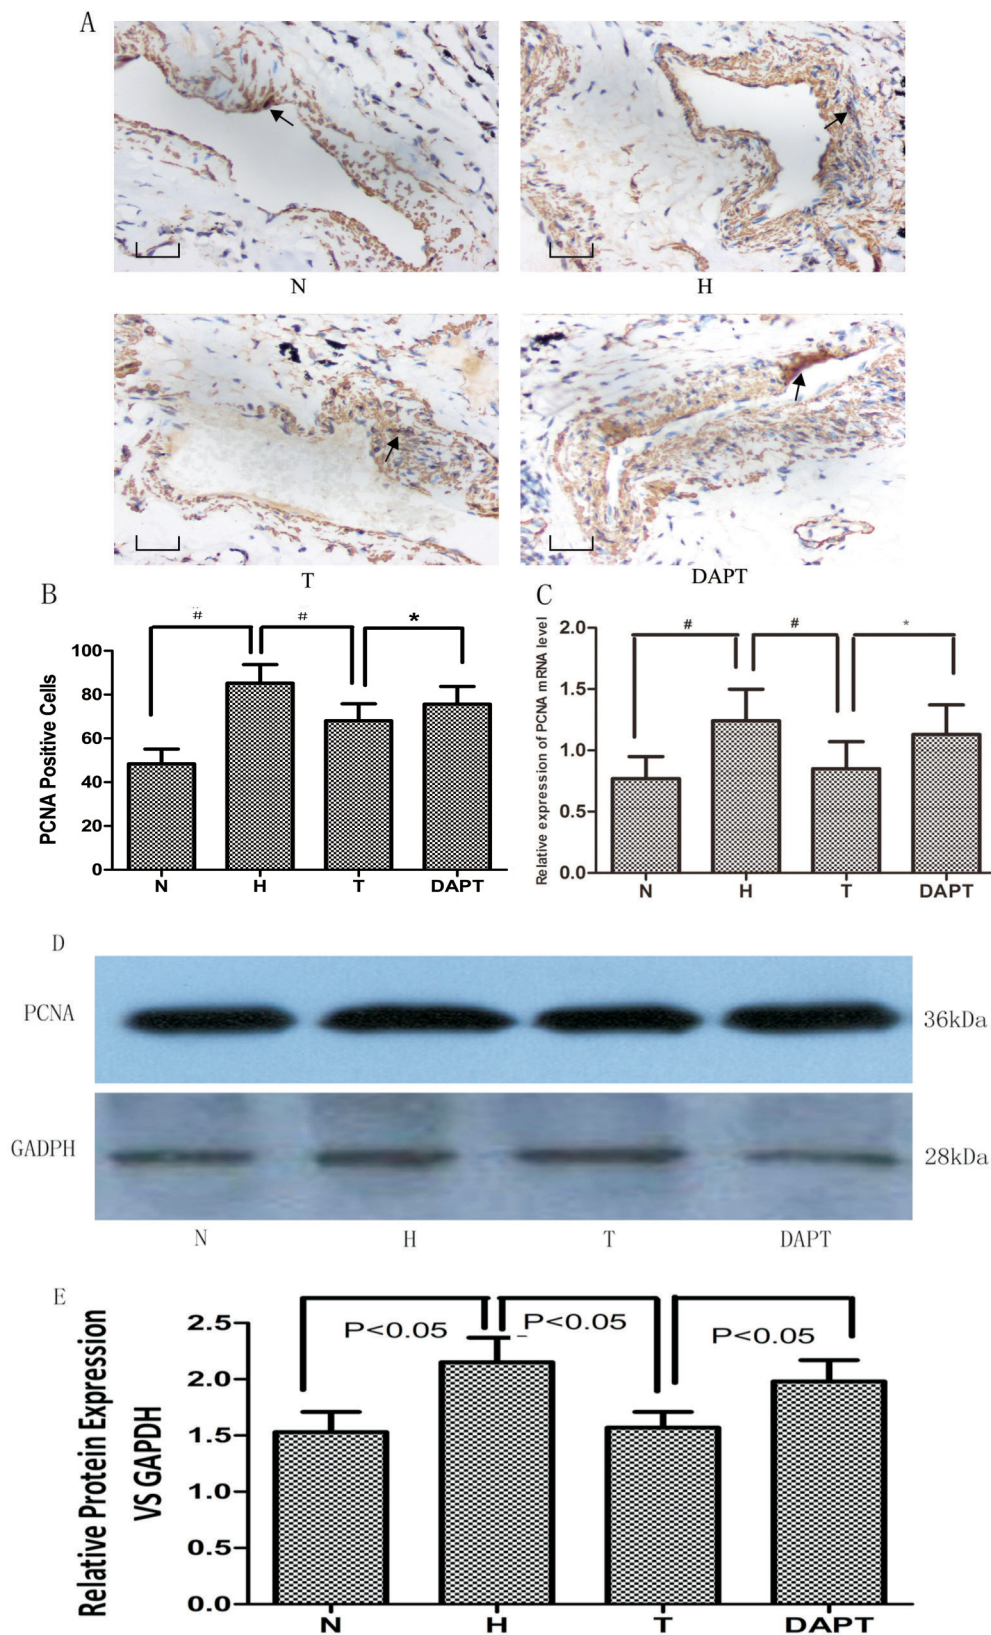 A
N
H
T
DAPT
B
# # *
PCNA Positive Cells
100
80
60
40
20
0
N H T DAPT
C
# # *
Relative expression of PCNA mRNA level
2.0
1.5
1.0
0.5
0.0
N H T DAPT
D
PCNA
36kDa
GADPH
28kDa
N H T DAPT
E
P<0.05 P<0.05 P<0.05
Relative Protein Expression
VS GAPDH
2.5
2.0
1.5
1.0
0.5
0.0
N H T DAPT